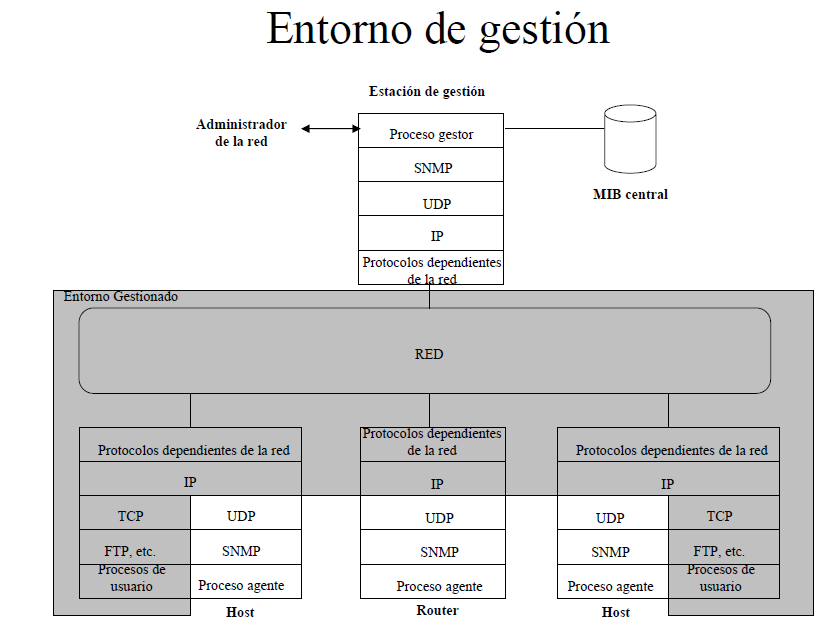 Entorno de gestión
Estación de gestión
Administrador
de la red
Proceso gestor
SNMP
UDP
IP
Protocolos dependientes
de la red
MIB central
Entorno Gestionado
RED
Protocolos dependientes de la red
IP
TCP
UDP
FTP, etc.
SNMP
Procesos de
usuario
Proceso agente
Host
Protocolos dependientes
de la red
IP
UDP
SNMP
Proceso agente
Router
Protocolos dependientes de la red
IP
UDP
TCP
SNMP
FTP, etc.
Proceso agente
Procesos de
usuario
Host